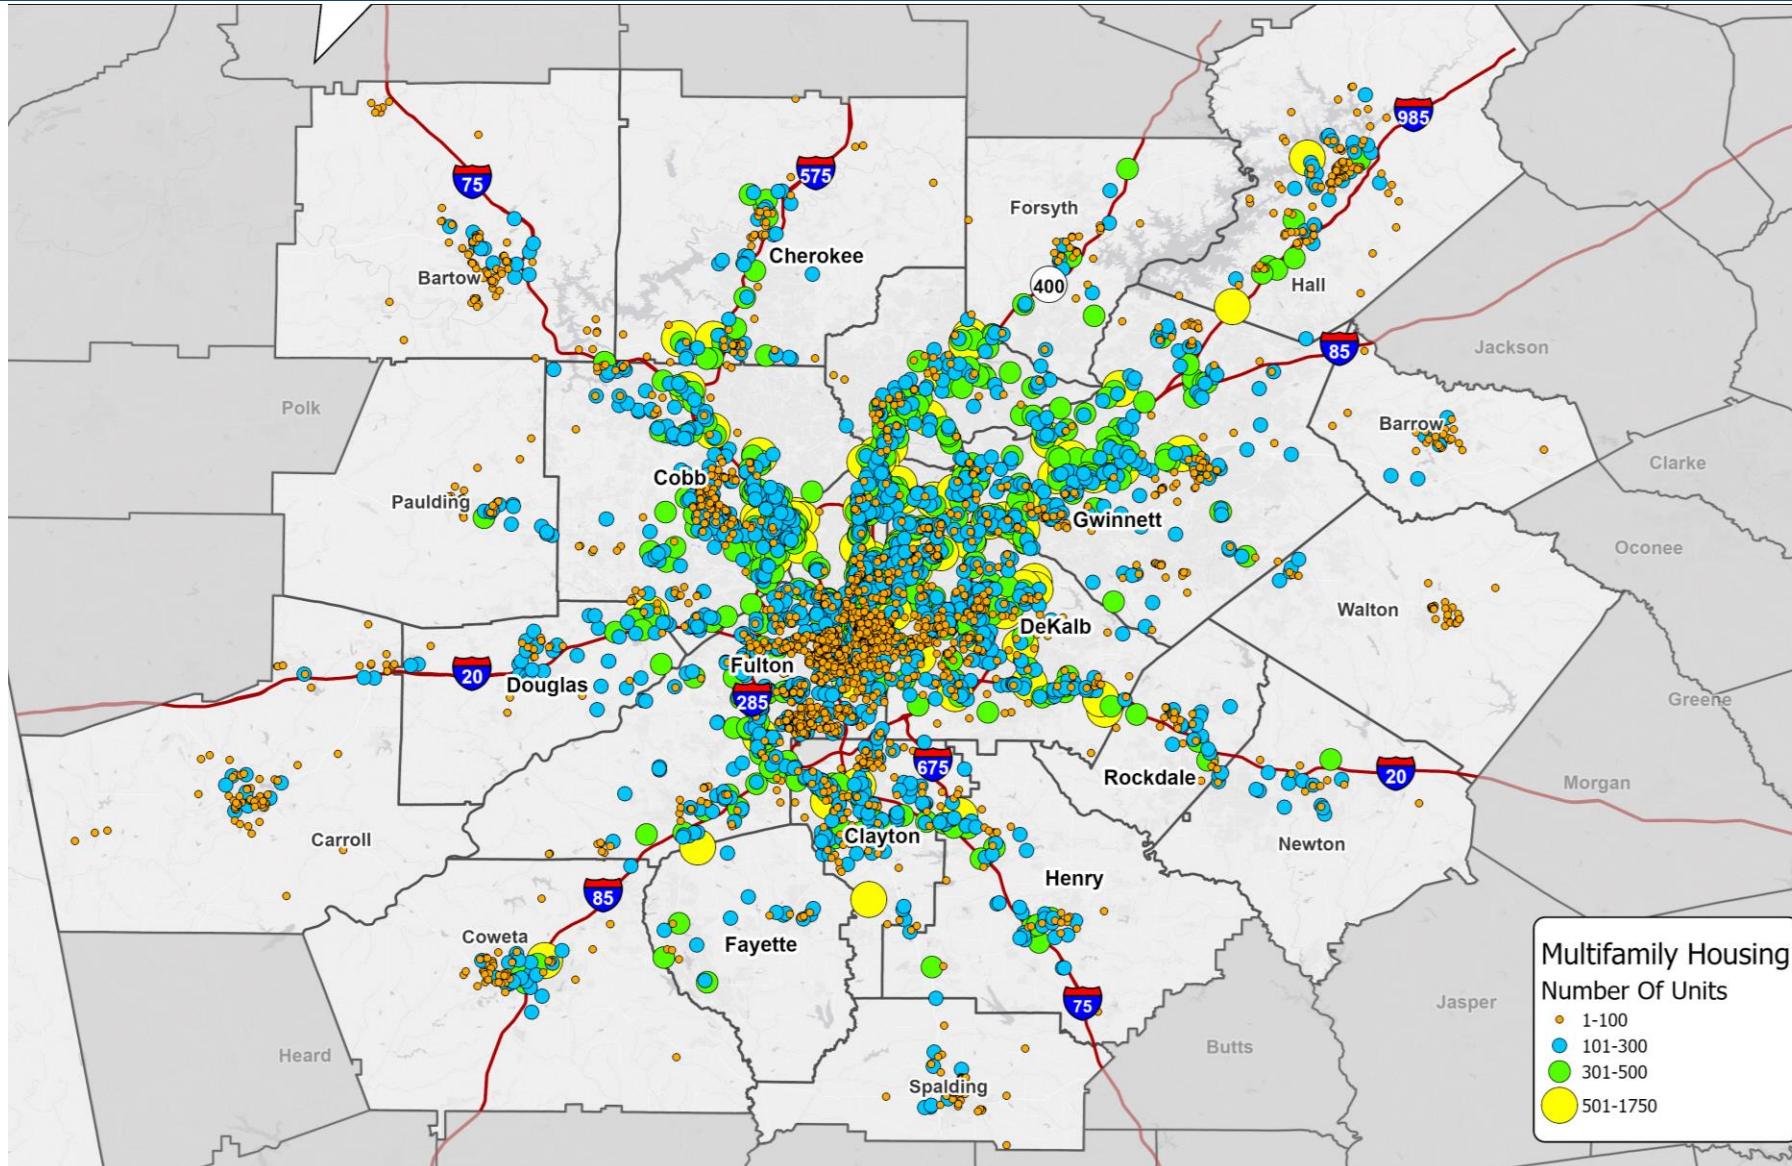 985
75
575
Forsyth
Cherokee
Bartow
400
Hall
85
Jackson
Polk
Barrow
Clarke
Cobb
Paulding
Gwinnett
Oconee
Walton
DeKalb
Fulton
20
Douglas
285
Greene
675
Rockdale
20
Morgan
Carroll
Clayton
Newton
Henry
85
Coweta
Fayette
75
Jasper
Heard
Butts
Spalding
Multifamily Housing
Number Of Units
1-100
101-300
301-500
501-1750